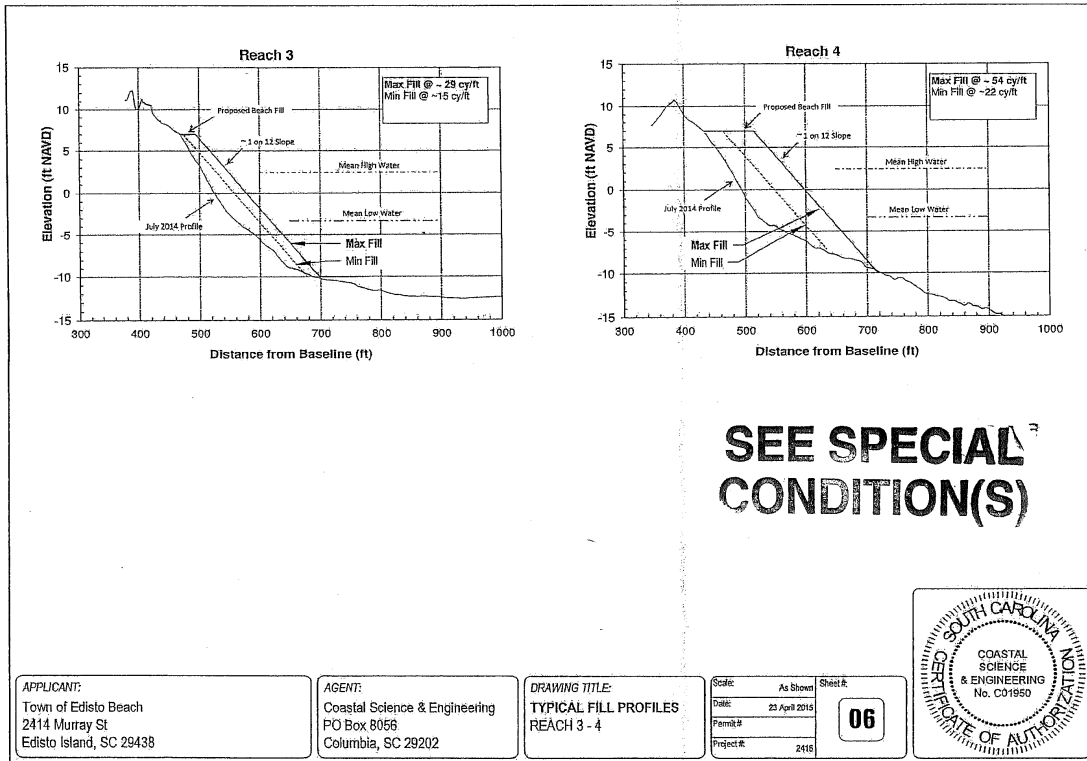 Reach 3
Max Fill @ ~ 29 cy/ft
Min Fill @ ~15 cy/ft
Proposed Beach Fill
~ 1 on 12 Slope
Mean High Water
Mean Low Water
July 2014 Profile
Max Fill
Min Fill
Elevation (ft NAVD)
15
10
5
0
-5
-10
-15
300 400 500 600 700 800 900 1000
Distance from Baseline (ft)
Reach 4
Max Fill @ ~ 54 cy/ft
Min Fill @ ~22 cy/ft
Proposed Beach Fill
~ 1 on 12 Slope
Mean High Water
Mean Low Water
July 2014 Profile
Max Fill
Min Fill
Elevation (ft NAVD)
15
10
5
0
-5
-10
-15
300 400 500 600 700 800 900 1000
Distance from Baseline (ft)
SEE SPECIAL
CONDITION(S)
APPLICANT:
Town of Edisto Beach
2414 Murray St
Edisto Island, SC 29438
AGENT:
Coastal Science & Engineering
PO Box 8056
Columbia, SC 29202
DRAWING TITLE:
TYPICAL FILL PROFILES
REACH 3 - 4
Scale: As Shown
Date: 23 April 2015
Permit#
Project#: 2416
Sheet#:
06
SOUTH CAROLINA
CERTIFICATE OF AUTHORIZATION
COASTAL
SCIENCE
& ENGINEERING
No. C01950